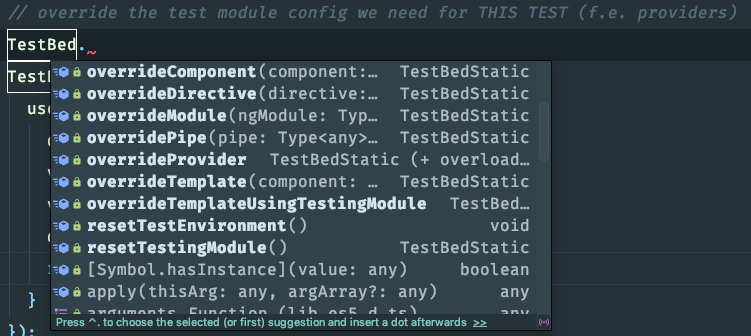 // override the test module config we need for THIS TEST (f.e. providers)
TestBed.
Test
overrideComponent(component:… TestBedStatic
use
overrideDirective(directive:… TestBedStatic
overrideModule(ngModule: Typ… TestBedStatic
overridePipe(pipe: Type<any>… TestBedStatic
overrideProvider TestBedStatic (+ overload…
overrideTemplate(component: … TestBedStatic
overrideTemplateUsingTestingModule TestBed…
resetTestEnvironment() void
resetTestingModule() TestBedStatic
[Symbol.hasInstance](value: any) boolean
}
apply(thisArg: any, argArray?: any) any
arguments Function (lib.es5.d.ts) any
Press ^. to choose the selected (or first) suggestion and insert a dot afterwards >>
});